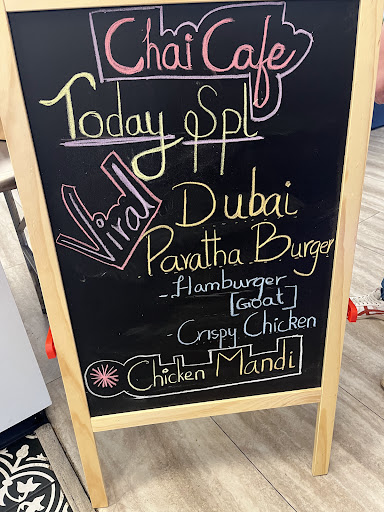 Chai Cafe
Today Spl
Viral
Dubai
Paratha Burger
- Hamburger
[Goat]
- Crispy Chicken
Chicken Mandi